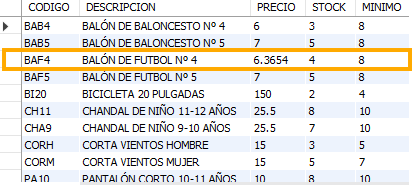 CODIGO DESCRIPCION PRECIO STOCK MINIMO
BAB4 BALÓN DE BALONCESTO Nº 4 6 3 8
BAB5 BALÓN DE BALONCESTO Nº 5 7 5 8
BAF4 BALÓN DE FUTBOL Nº 4 6.3654 4 8
BAF5 BALÓN DE FUTBOL Nº 5 7 5 8
BI20 BICICLETA 20 PULGADAS 150 2 4
CH11 CHANDAL DE NIÑO 11-12 AÑOS 25.5 8 10
CHA9 CHANDAL DE NIÑO 9-10 AÑOS 25.5 7 10
CORH CORTA VIENTOS HOMBRE 15 3 5
CORM CORTA VIENTOS MUJER 15 5 7
PA10 PANTALÓN CORTO 10-11 AÑOS 5 8 10